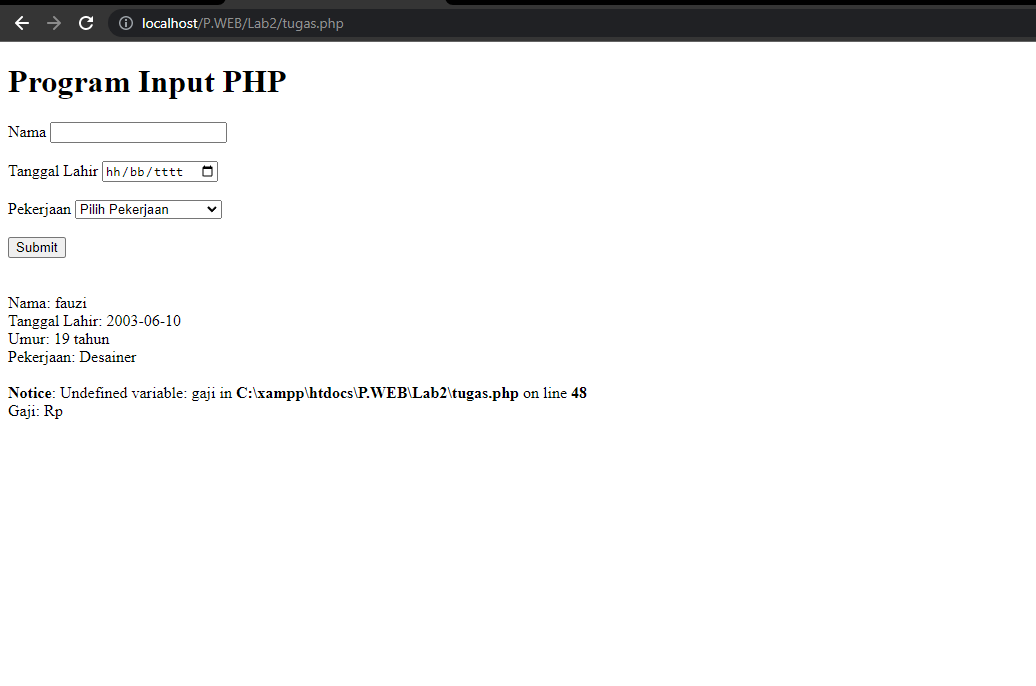 localhost/P.WEB/Lab2/tugas.php
Program Input PHP
Nama
Tanggal Lahir hh/bb/tttt
Pekerjaan Pilih Pekerjaan
Submit
Nama: fauzi
Tanggal Lahir: 2003-06-10
Umur: 19 tahun
Pekerjaan: Desainer
Notice: Undefined variable: gaji in C:\xampp\htdocs\P.WEB\Lab2\tugas.php on line 48
Gaji: Rp